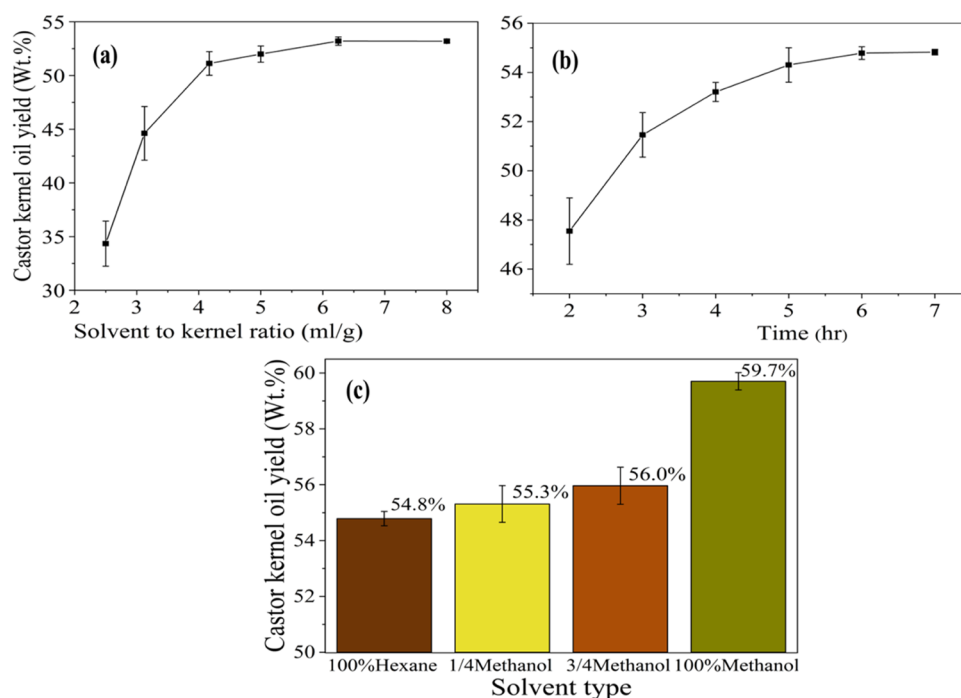 (a)
Castor kernel oil yield (Wt.%)
55
50
45
40
35
30
2 3 4 5 6 7 8
Solvent to kernel ratio (ml/g)
(b)
56
54
52
50
48
46
2 3 4 5 6 7
Time (hr)
(c)
Castor kernel oil yield (Wt.%)
60
58
56
54
52
50
54.8%
55.3%
56.0%
59.7%
100%Hexane 1/4Methanol 3/4Methanol 100%Methanol
Solvent type